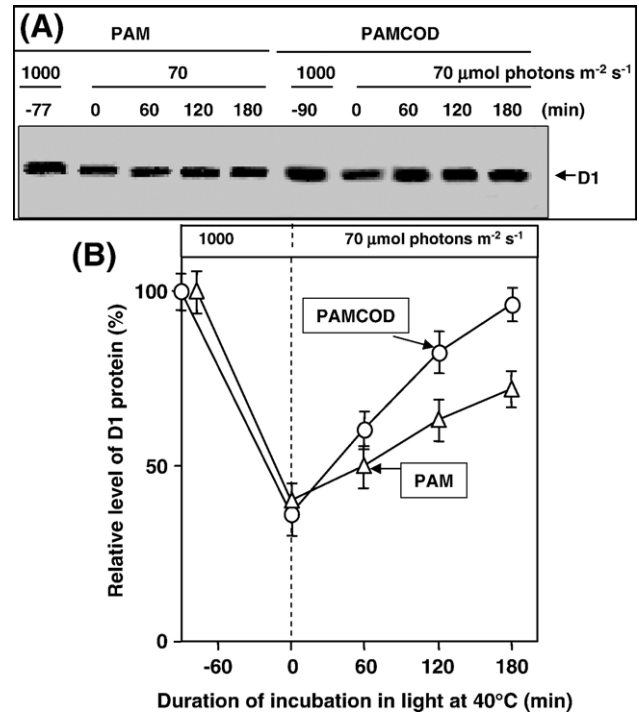 (A)
PAM PAMCOD
1000 70 1000 70 μmol photons m-2 s-1
-77 0 60 120 180 -90 0 60 120 180 (min)
←D1
(B)
1000 70 μmol photons m-2 s-1
Relative level of D1 protein (%)
100
50
0
PAMCOD
PAM
-60 0 60 120 180
Duration of incubation in light at 40°C (min)